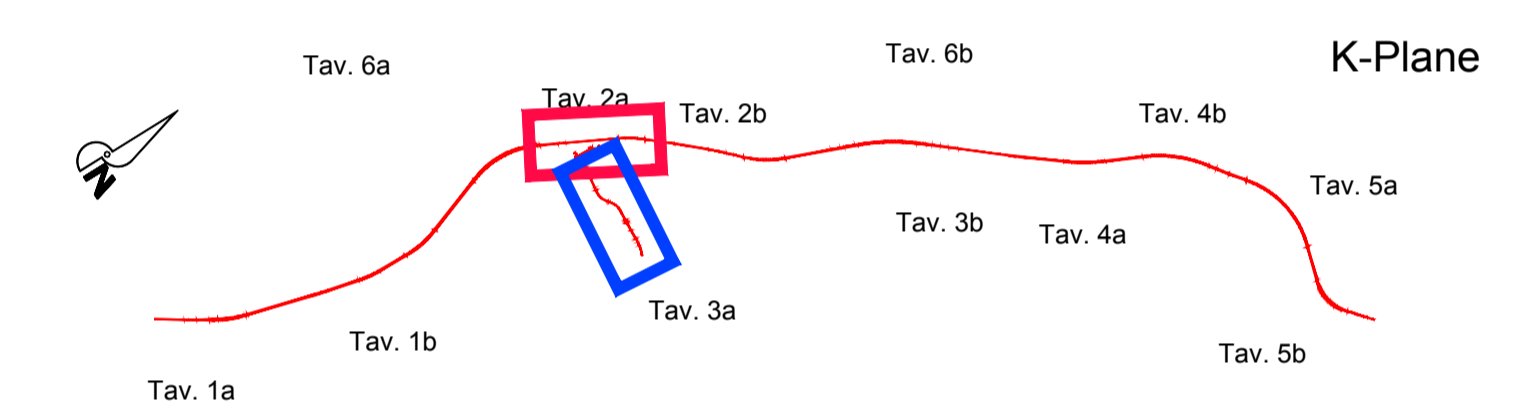 Tav. 6b
K-Plane
Tav. 6a
Tav. 2a
Tav. 2b
Tav. 4b
N
Tav. 5a
Tav. 3b
Tav. 4a
Tav. 3a
Tav. 1b
Tav. 5b
Tav. 1a